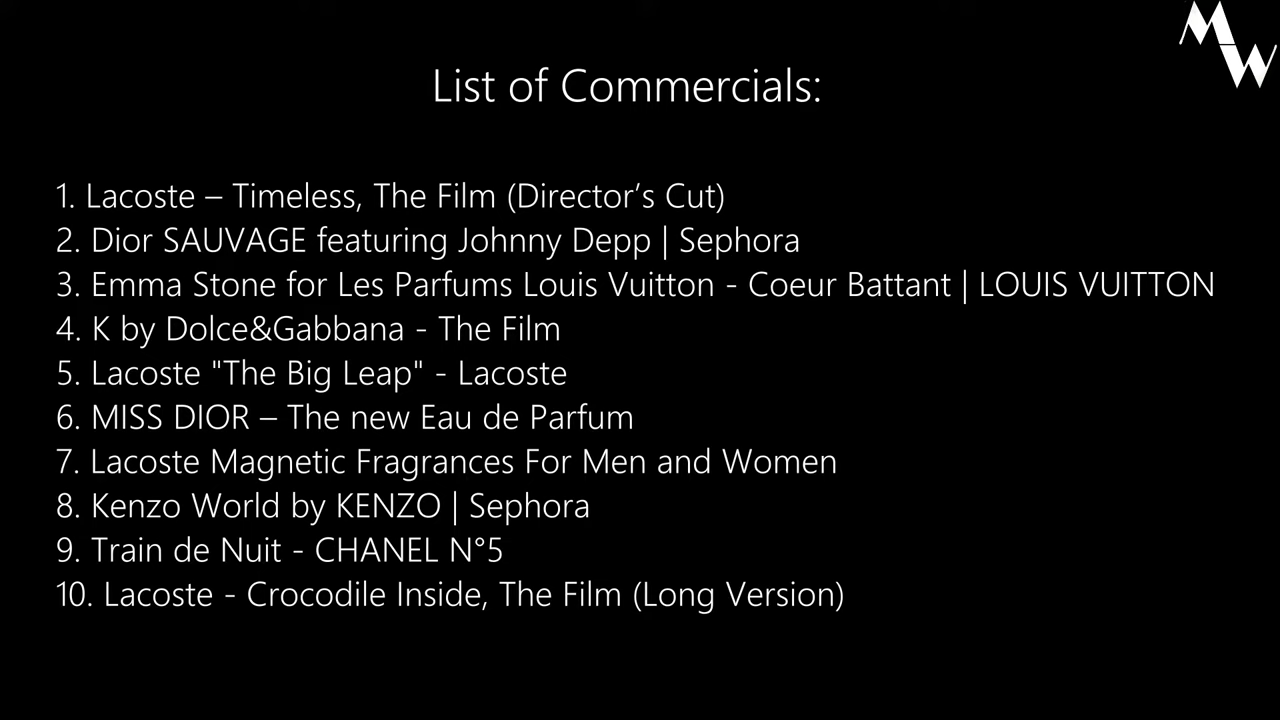 MW
List of Commercials:
1. Lacoste – Timeless, The Film (Director’s Cut)
2. Dior SAUVAGE featuring Johnny Depp | Sephora
3. Emma Stone for Les Parfums Louis Vuitton - Coeur Battant | LOUIS VUITTON
4. K by Dolce&Gabbana - The Film
5. Lacoste "The Big Leap" - Lacoste
6. MISS DIOR – The new Eau de Parfum
7. Lacoste Magnetic Fragrances For Men and Women
8. Kenzo World by KENZO | Sephora
9. Train de Nuit - CHANEL N°5
10. Lacoste - Crocodile Inside, The Film (Long Version)